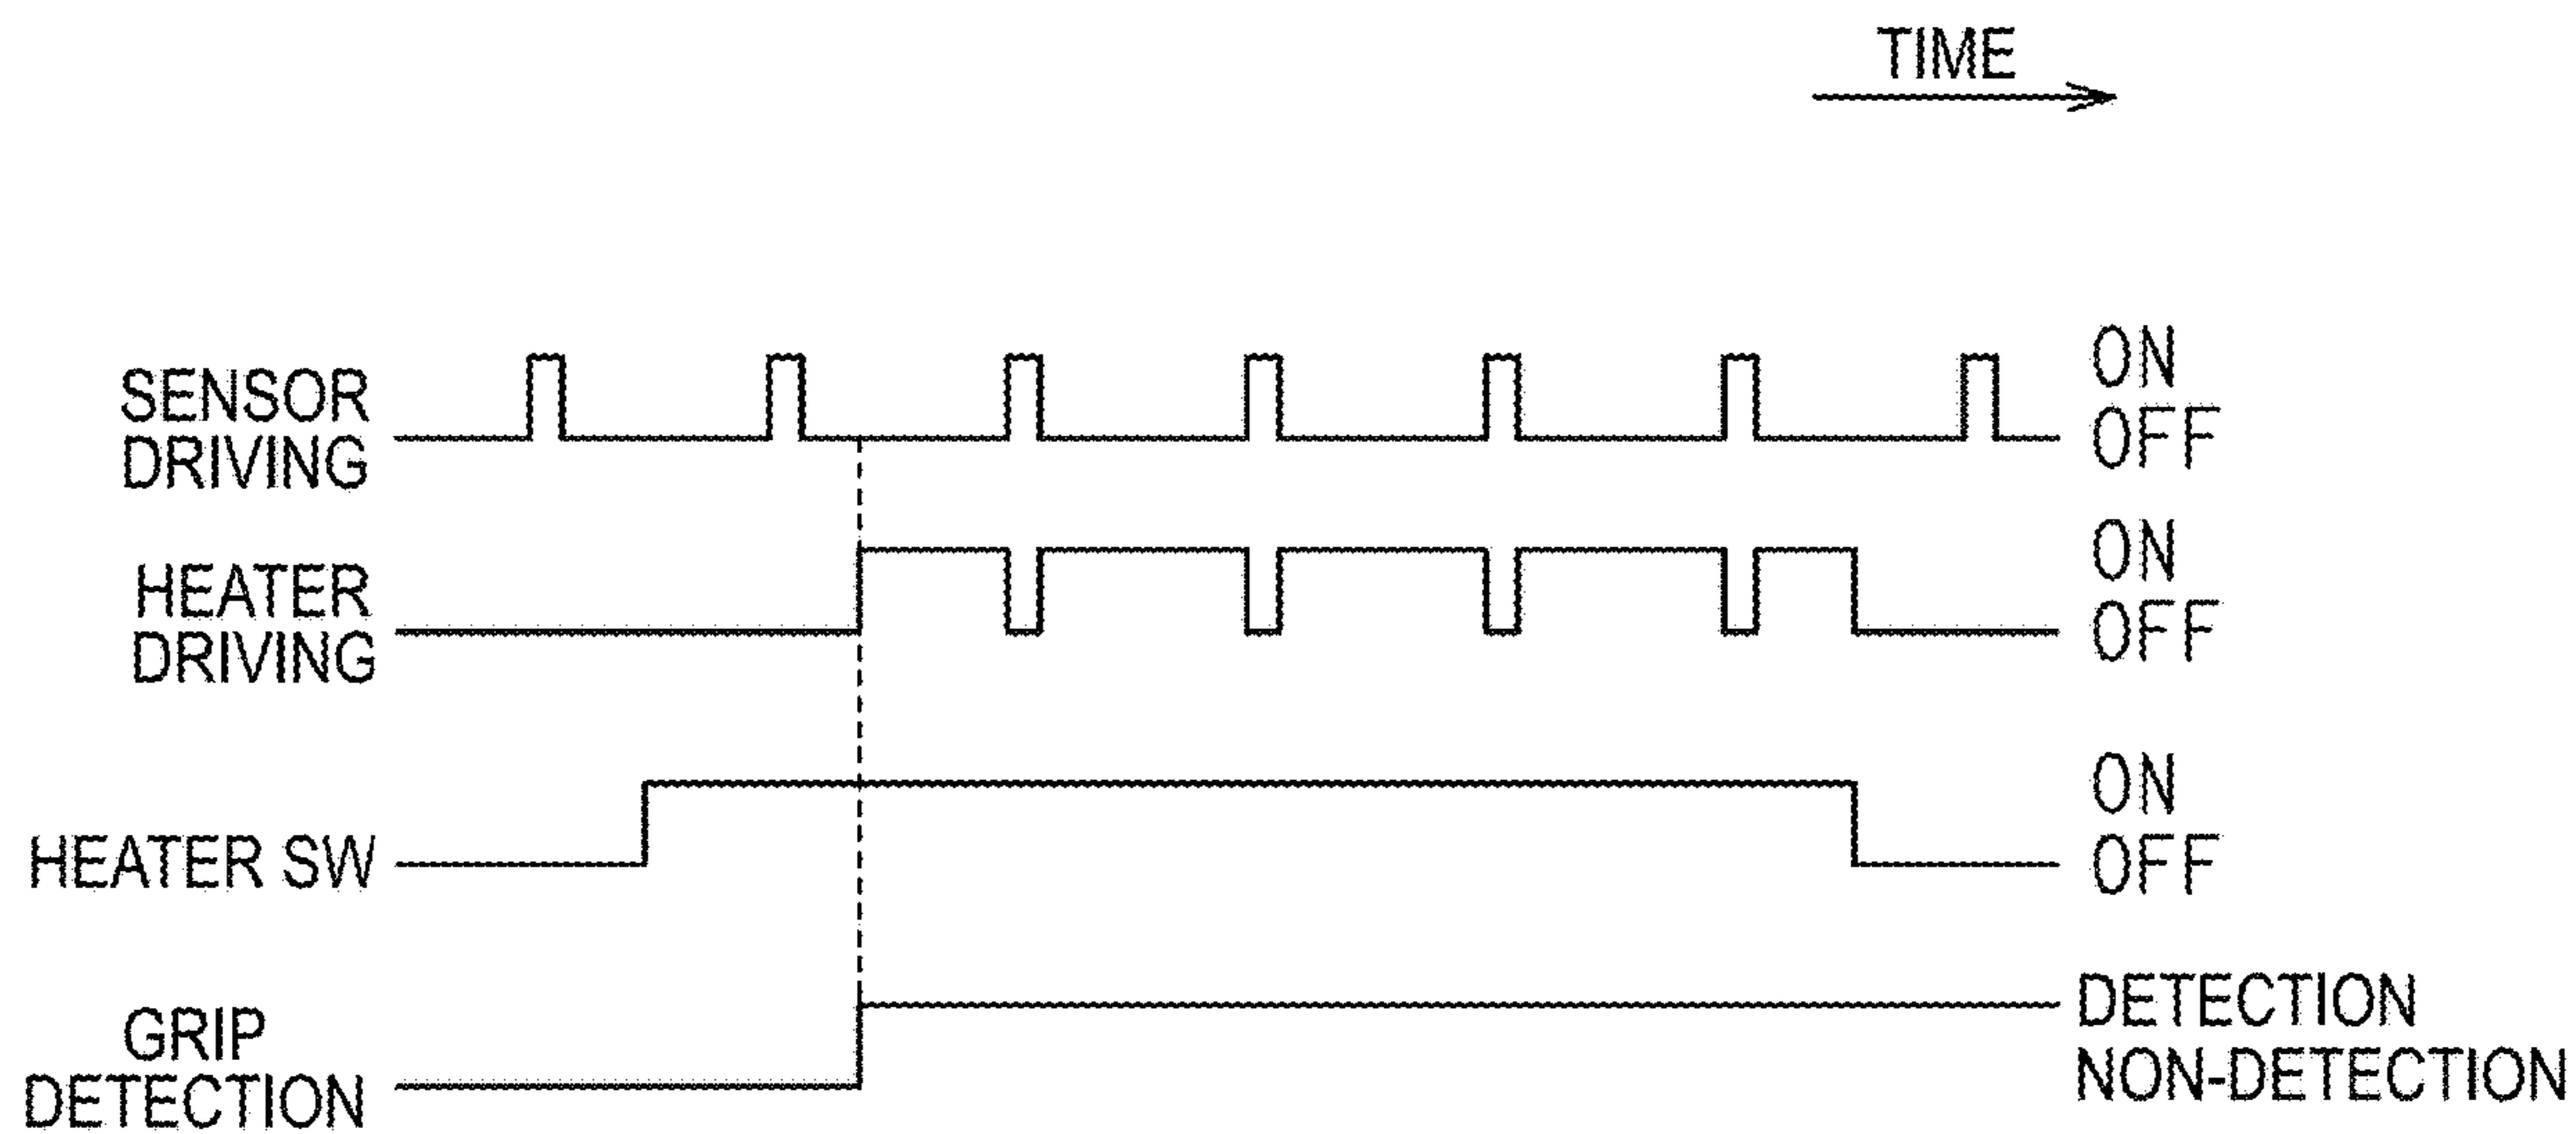 TIME
SENSOR
DRIVING
ON
OFF
HEATER
DRIVING
ON
OFF
HEATER SW
ON
OFF
GRIP
DETECTION
DETECTION
NON-DETECTION